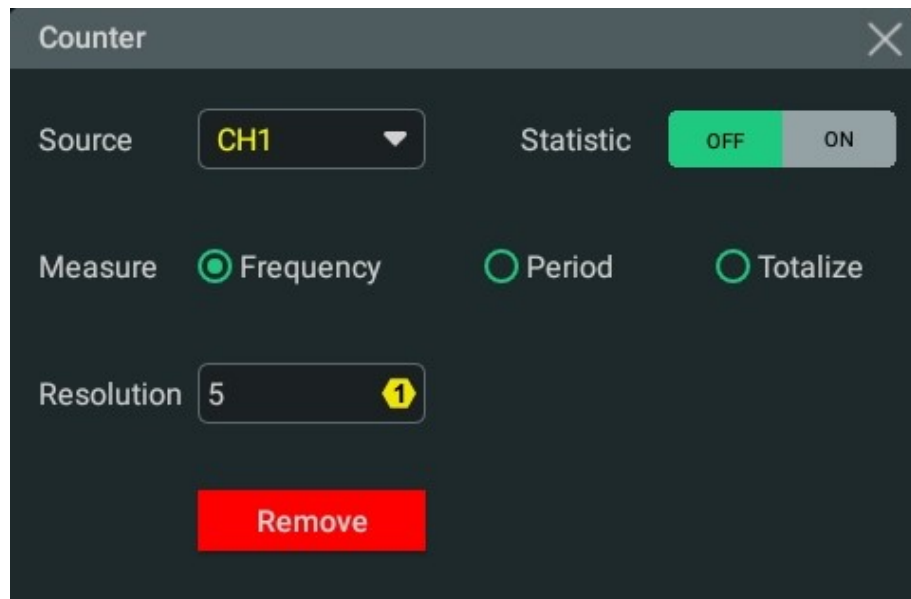 Counter
Source CH1 Statistic OFF ON
Measure Frequency Period Totalize
Resolution 5 1
Remove